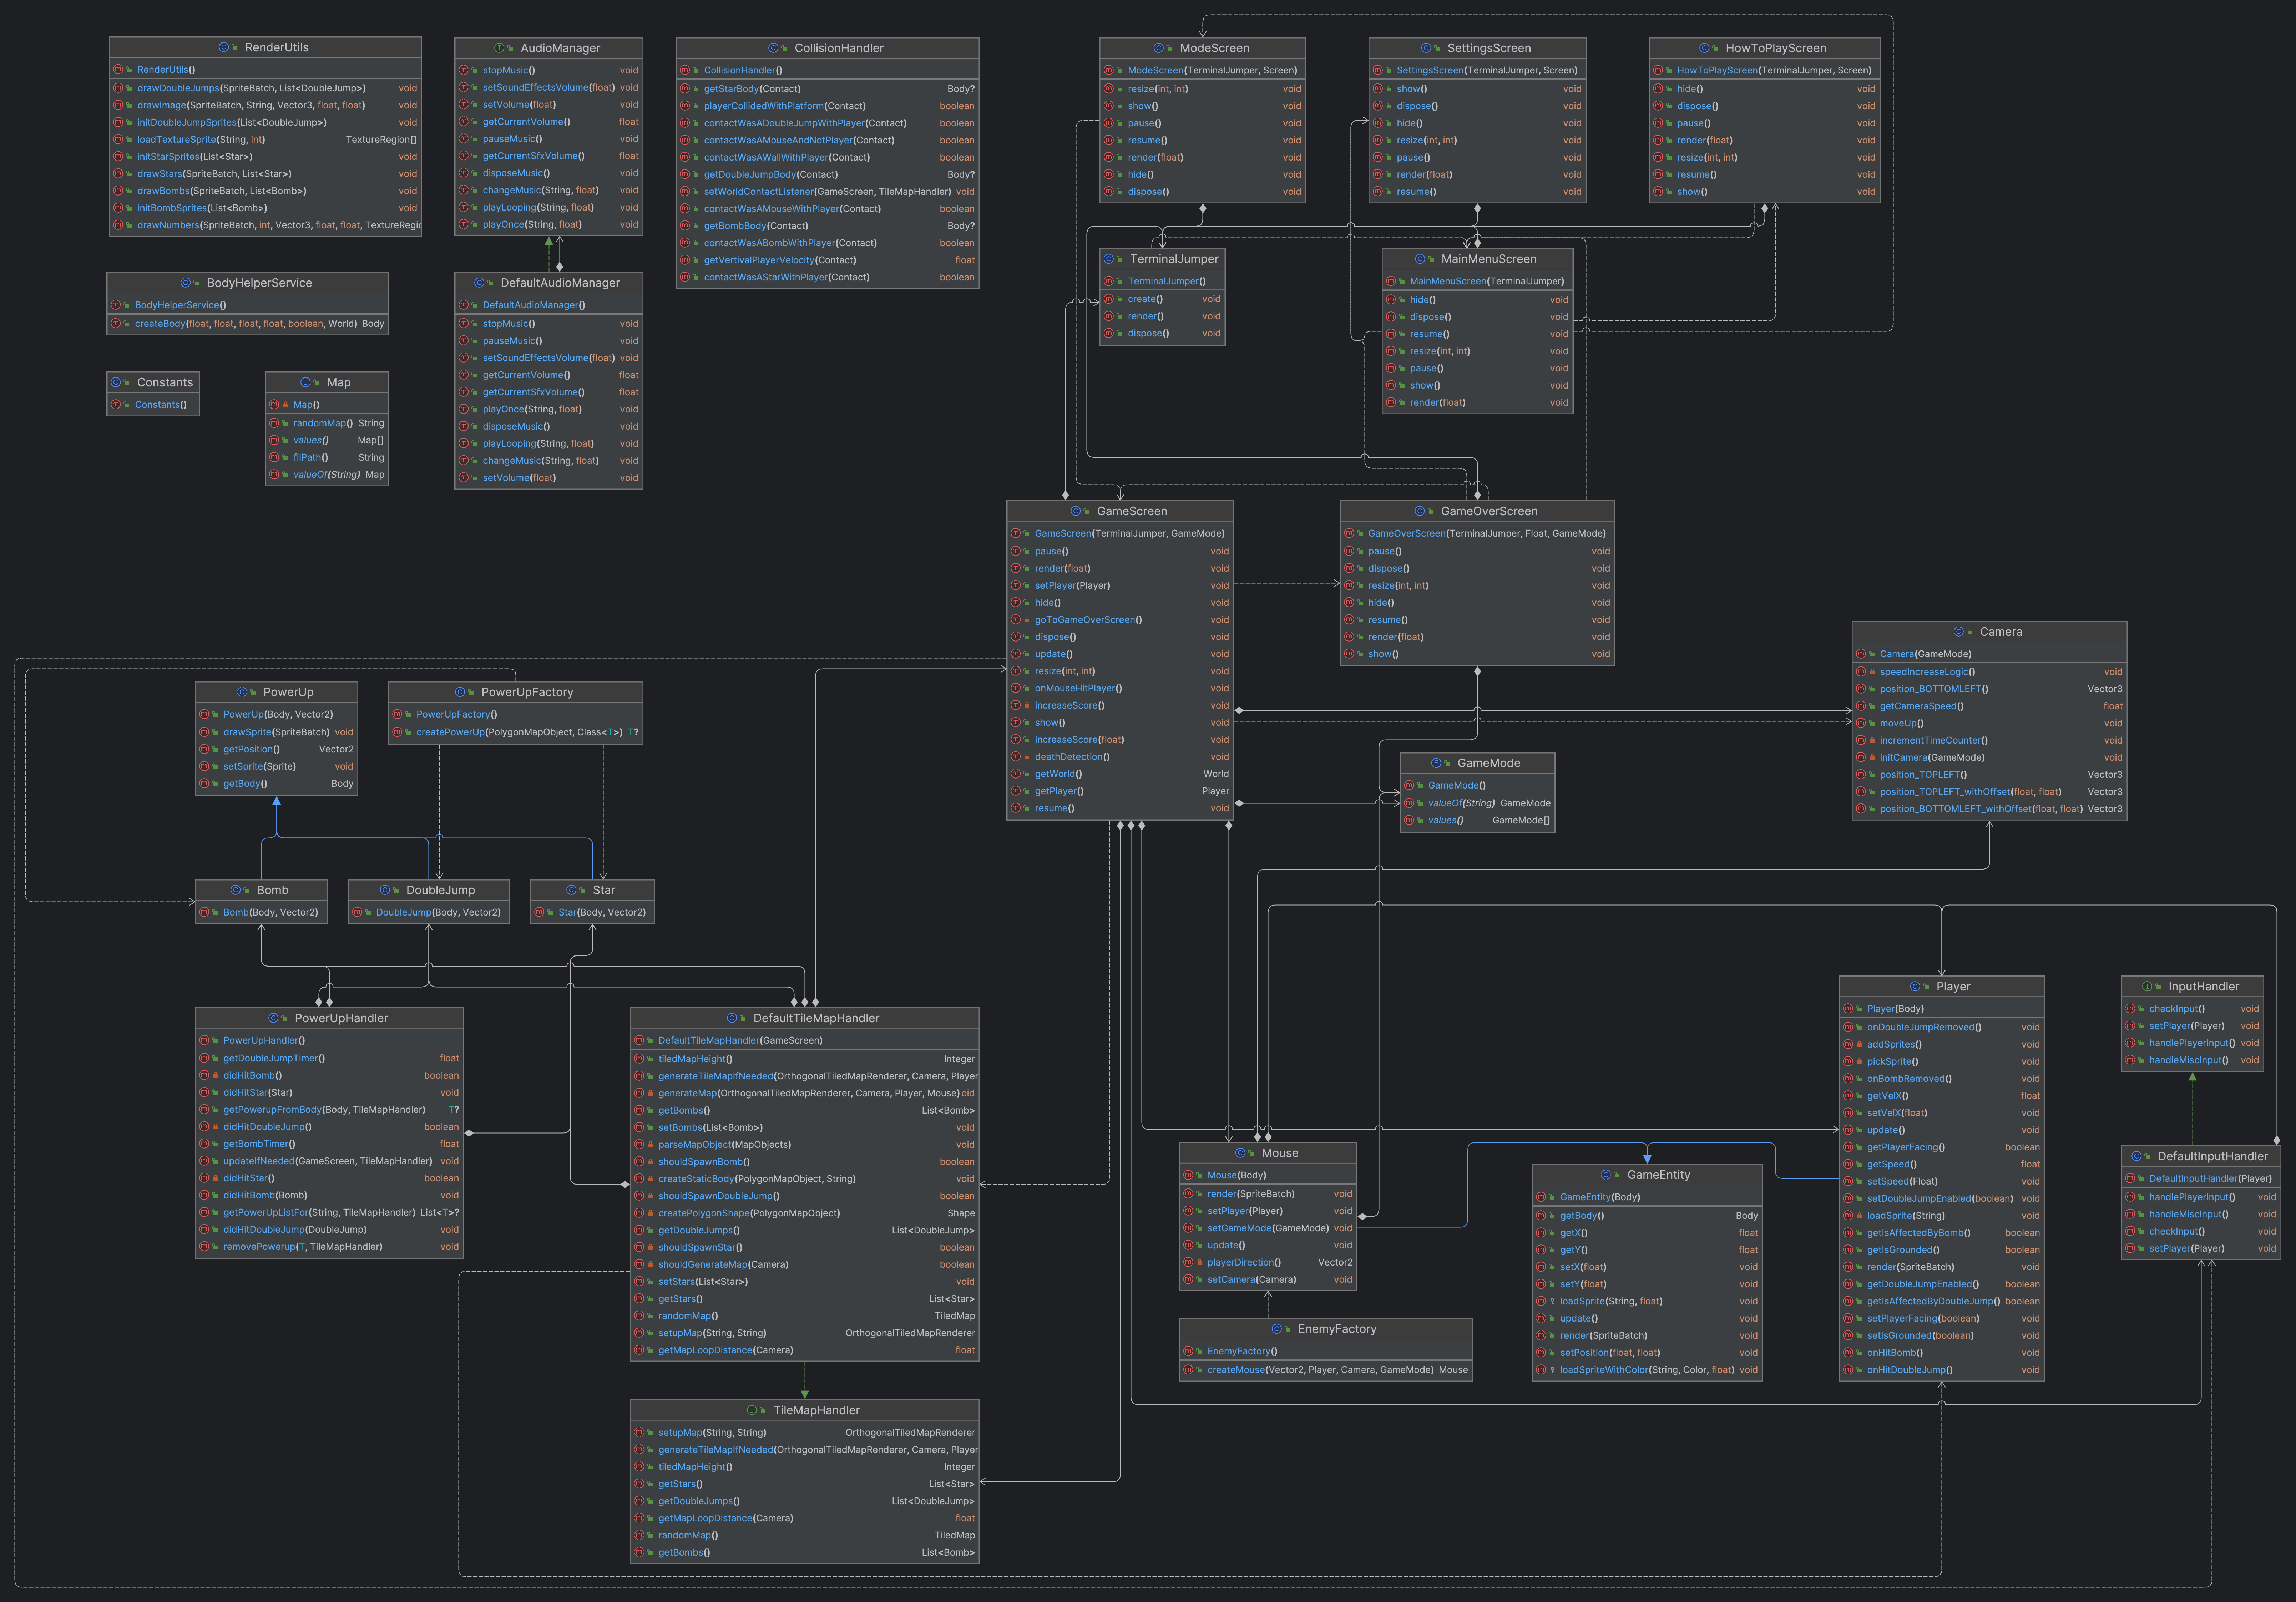 RenderUtils
RenderUtils()
drawDoubleJumps(SpriteBatch, List<DoubleJump>) void
drawImage(SpriteBatch, String, Vector3, float, float) void
initDoubleJumpSprites(List<DoubleJump>) void
loadTextureSprite(String, int) TextureRegion[]
initStarSprites(List<Star>) void
drawStars(SpriteBatch, List<Star>) void
drawBombs(SpriteBatch, List<Bomb>) void
initBombSprites(List<Bomb>) void
drawNumbers(SpriteBatch, int, Vector3, float, float, TextureRegic
AudioManager
stopMusic() void
setSoundEffectsVolume(float) void
setVolume(float) void
getCurrentVolume() float
pauseMusic() void
getCurrentSfxVolume() float
disposeMusic() void
changeMusic(String, float) void
playLooping(String, float) void
playOnce(String, float) void
CollisionHandler
CollisionHandler()
getStarBody(Contact) Body?
playerCollidedWithPlatform(Contact) boolean
contactWasADoubleJumpWithPlayer(Contact) boolean
contactWasAMouseAndNotPlayer(Contact) boolean
contactWasAWallWithPlayer(Contact) boolean
getDoubleJumpBody(Contact) Body?
setWorldContactListener(GameScreen, TileMapHandler) void
contactWasAMouseWithPlayer(Contact) boolean
getBombBody(Contact) Body?
contactWasABombWithPlayer(Contact) boolean
getVertivalPlayerVelocity(Contact) float
contactWasAStarWithPlayer(Contact) boolean
ModeScreen
ModeScreen(TerminalJumper, Screen)
resize(int, int) void
show() void
pause() void
resume() void
render(float) void
hide() void
dispose() void
SettingsScreen
SettingsScreen(TerminalJumper, Screen)
show() void
dispose() void
hide() void
resize(int, int) void
pause() void
render(float) void
resume() void
HowToPlayScreen
HowToPlayScreen(TerminalJumper, Screen)
hide() void
dispose() void
pause() void
render(float) void
resize(int, int) void
resume() void
show() void
BodyHelperService
BodyHelperService()
createBody(float, float, float, float, boolean, World) Body
DefaultAudioManager
DefaultAudioManager()
stopMusic() void
pauseMusic() void
setSoundEffectsVolume(float) void
getCurrentVolume() float
getCurrentSfxVolume() float
playOnce(String, float) void
disposeMusic() void
playLooping(String, float) void
changeMusic(String, float) void
setVolume(float) void
TerminalJumper
TerminalJumper()
create() void
render() void
dispose() void
MainMenuScreen
MainMenuScreen(TerminalJumper)
hide() void
dispose() void
resume() void
resize(int, int) void
pause() void
show() void
render(float) void
Constants
Constants()
Map
Map()
randomMap() String
values() Map[]
filPath() String
valueOf(String) Map
GameScreen
GameScreen(TerminalJumper, GameMode)
pause() void
render(float) void
setPlayer(Player) void
hide() void
goToGameOverScreen() void
dispose() void
update() void
resize(int, int) void
onMouseHitPlayer() void
increaseScore() void
show() void
increaseScore(float) void
deathDetection() void
getWorld() World
getPlayer() Player
resume() void
GameOverScreen
GameOverScreen(TerminalJumper, Float, GameMode)
pause() void
dispose() void
resize(int, int) void
hide() void
resume() void
render(float) void
show() void
Camera
Camera(GameMode)
speedIncreaseLogic() void
position_BOTTOMLEFT() Vector3
getCameraSpeed() float
moveUp() void
incrementTimeCounter() void
initCamera(GameMode) void
position_TOPLEFT() Vector3
position_TOPLEFT_withOffset(float, float) Vector3
position_BOTTOMLEFT_withOffset(float, float) Vector3
PowerUp
PowerUp(Body, Vector2)
drawSprite(SpriteBatch) void
getPosition() Vector2
setSprite(Sprite) void
getBody() Body
PowerUpFactory
PowerUpFactory()
createPowerUp(PolygonMapObject, Class<T>) T?
GameMode
GameMode()
valueOf(String) GameMode
values() GameMode[]
Bomb
Bomb(Body, Vector2)
DoubleJump
DoubleJump(Body, Vector2)
Star
Star(Body, Vector2)
PowerUpHandler
PowerUpHandler()
getDoubleJumpTimer() float
didHitBomb() boolean
didHitStar(Star) void
getPowerupFromBody(Body, TileMapHandler) T?
didHitDoubleJump() boolean
getBombTimer() float
updateIfNeeded(GameScreen, TileMapHandler) void
didHitStar() boolean
didHitBomb(Bomb) void
getPowerUpListFor(String, TileMapHandler) List<T>?
didHitDoubleJump(DoubleJump) void
removePowerup(T, TileMapHandler) void
DefaultTileMapHandler
DefaultTileMapHandler(GameScreen)
tiledMapHeight() Integer
generateTileMapIfNeeded(OrthogonalTiledMapRenderer, Camera, Player
generateMap(OrthogonalTiledMapRenderer, Camera, Player, Mouse) oid
getBombs() List<Bomb>
setBombs(List<Bomb>) void
parseMapObject(MapObjects) void
shouldSpawnBomb() boolean
createStaticBody(PolygonMapObject, String) void
shouldSpawnDoubleJump() boolean
createPolygonShape(PolygonMapObject) Shape
getDoubleJumps() List<DoubleJump>
shouldSpawnStar() boolean
shouldGenerateMap(Camera) boolean
setStars(List<Star>) void
getStars() List<Star>
randomMap() TiledMap
setupMap(String, String) OrthogonalTiledMapRenderer
getMapLoopDistance(Camera) float
TileMapHandler
setupMap(String, String) OrthogonalTiledMapRenderer
generateTileMapIfNeeded(OrthogonalTiledMapRenderer, Camera, Player
tiledMapHeight() Integer
getStars() List<Star>
getDoubleJumps() List<DoubleJump>
getMapLoopDistance(Camera) float
randomMap() TiledMap
getBombs() List<Bomb>
Mouse
Mouse(Body)
render(SpriteBatch) void
setPlayer(Player) void
setGameMode(GameMode) void
update() void
playerDirection() Vector2
setCamera(Camera) void
EnemyFactory
EnemyFactory()
createMouse(Vector2, Player, Camera, GameMode) Mouse
GameEntity
GameEntity(Body)
getBody() Body
getX() float
getY() float
setX(float) void
setY(float) void
loadSprite(String, float) void
update() void
render(SpriteBatch) void
setPosition(float, float) void
loadSpriteWithColor(String, Color, float) void
Player
Player(Body)
onDoubleJumpRemoved() void
addSprites() void
pickSprite() void
onBombRemoved() void
getVelX() float
setVelX(float) void
update() void
getPlayerFacing() boolean
getSpeed() float
setSpeed(Float) void
setDoubleJumpEnabled(boolean) void
loadSprite(String) void
getIsAffectedByBomb() boolean
getIsGrounded() boolean
render(SpriteBatch) void
getDoubleJumpEnabled() boolean
getIsAffectedByDoubleJump() boolean
setPlayerFacing(boolean) void
setIsGrounded(boolean) void
onHitBomb() void
onHitDoubleJump() void
InputHandler
checkInput() void
setPlayer(Player) void
handlePlayerInput() void
handleMiscInput() void
DefaultInputHandler
DefaultInputHandler(Player)
handlePlayerInput() void
handleMiscInput() void
checkInput() void
setPlayer(Player) void